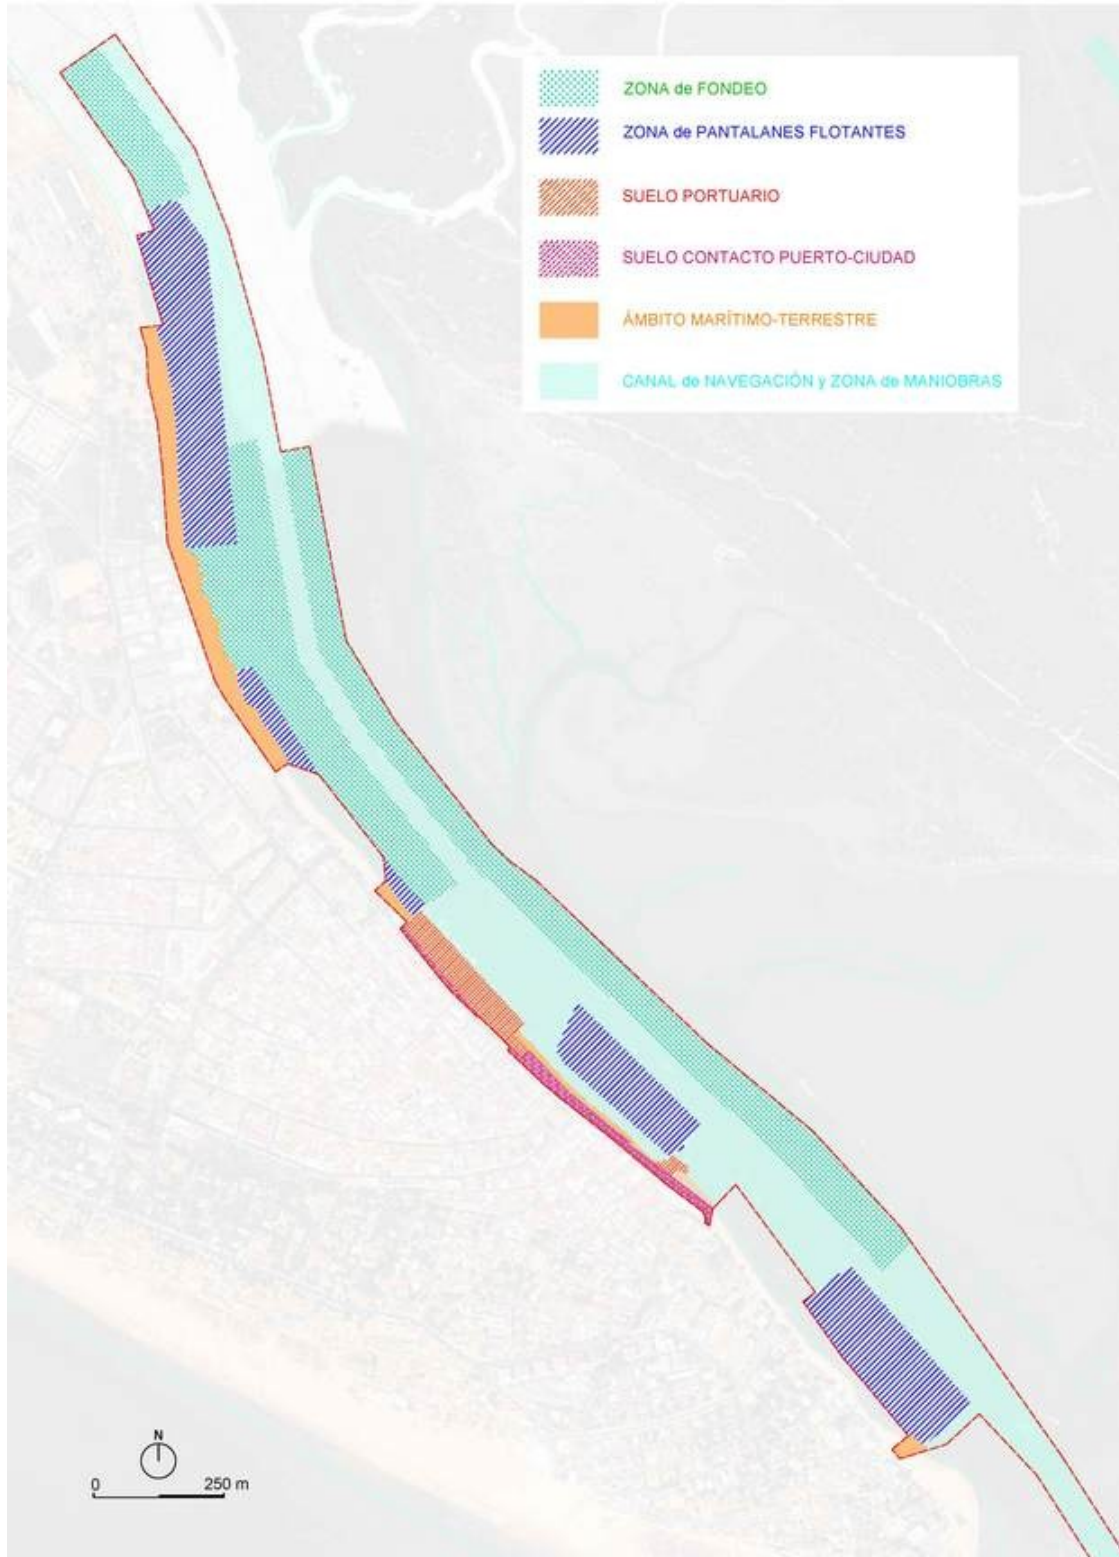 ZONA de FONDEO
ZONA de PANTALANES FLOTANTES
SUELO PORTUARIO
SUELO CONTACTO PUERTO-CIUDAD
ÁMBITO MARÍTIMO-TERRESTRE
CANAL de NAVEGACIÓN y ZONA de MANIOBRAS
N
0 250 m